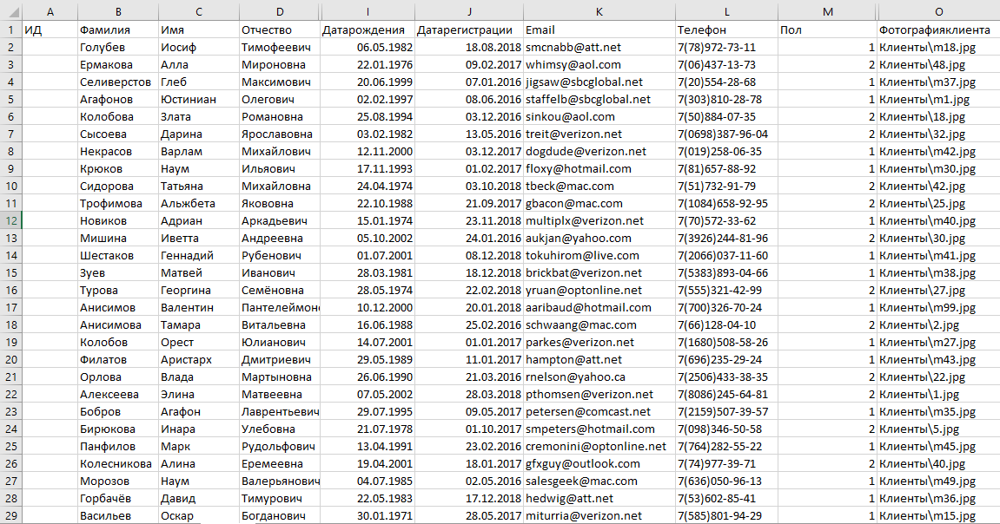 A B C D I J K L M O
1 ИД Фамилия Имя Отчество Датарождения Датарегистрации Email Телефон Пол Фотографияклиента
2 Голубев Иосиф Тимофеевич 06.05.1982 18.08.2018 smcnabb@att.net 7(78)972-73-11 1 Клиенты\m18.jpg
3 Ермакова Алла Мироновна 22.01.1976 09.02.2017 whimsy@aol.com 7(06)437-13-73 2 Клиенты\48.jpg
4 Селиверстов Глеб Максимович 20.06.1999 07.01.2016 jigsaw@sbcglobal.net 7(20)554-28-68 1 Клиенты\m37.jpg
5 Агафонов Юстиниан Олегович 02.02.1997 08.06.2016 staffelb@sbcglobal.net 7(303)810-28-78 1 Клиенты\m1.jpg
6 Колобова Злата Романовна 25.08.1994 03.12.2016 sinkou@aol.com 7(50)884-07-35 2 Клиенты\18.jpg
7 Сысоева Дарина Ярославовна 03.02.1982 13.05.2016 treit@verizon.net 7(0698)387-96-04 2 Клиенты\32.jpg
8 Некрасов Варлам Михайлович 12.11.2000 03.12.2017 dogdude@verizon.net 7(019)258-06-35 1 Клиенты\m42.jpg
9 Крюков Наум Ильяович 17.11.1993 01.02.2017 floxy@hotmail.com 7(81)657-88-92 1 Клиенты\m30.jpg
10 Сидорова Татьяна Михайловна 24.04.1974 03.10.2018 tbeck@mac.com 7(51)732-91-79 2 Клиенты\42.jpg
11 Трофимова Альжбета Якововна 22.10.1988 21.09.2017 gbacon@mac.com 7(1084)658-92-95 2 Клиенты\25.jpg
12 Новиков Адриан Аркадьевич 15.01.1974 23.11.2018 multiplx@verizon.net 7(70)572-33-62 1 Клиенты\m40.jpg
13 Мишина Иветта Андреевна 05.10.2002 24.01.2016 aukjan@yahoo.com 7(3926)244-81-96 2 Клиенты\30.jpg
14 Шестаков Геннадий Рубенович 01.07.2001 08.12.2018 tokuhirom@live.com 7(2066)037-11-60 1 Клиенты\m41.jpg
15 Зуев Матвей Иванович 28.03.1981 18.12.2018 brickbat@verizon.net 7(5383)893-04-66 1 Клиенты\m38.jpg
16 Турова Георгина Семёновна 28.05.1974 22.02.2018 yruan@optonline.net 7(555)321-42-99 2 Клиенты\27.jpg
17 Анисимов Валентин Пантелеймон 10.12.2000 20.01.2018 aaribaud@hotmail.com 7(700)326-70-24 1 Клиенты\m99.jpg
18 Анисимова Тамара Витальевна 16.06.1988 25.02.2016 schwaang@mac.com 7(66)128-04-10 2 Клиенты\2.jpg
19 Колобов Орест Юлианович 14.07.2001 01.01.2017 parkes@verizon.net 7(1680)508-58-26 1 Клиенты\m27.jpg
20 Филатов Аристарх Дмитриевич 29.05.1989 11.01.2017 hampton@att.net 7(696)235-29-24 1 Клиенты\m43.jpg
21 Орлова Влада Мартыновна 26.06.1990 21.03.2016 rnelson@yahoo.ca 7(2506)433-38-35 2 Клиенты\22.jpg
22 Алексеева Элина Матвеевна 07.05.2002 28.03.2018 pthomsen@verizon.net 7(8086)245-64-81 2 Клиенты\1.jpg
23 Бобров Агафон Лаврентьевич 29.07.1995 09.05.2017 petersen@comcast.net 7(2159)507-39-57 1 Клиенты\m35.jpg
24 Бирюкова Инара Улебовна 21.07.1978 01.10.2017 smpeters@hotmail.com 7(098)346-50-58 2 Клиенты\5.jpg
25 Панфилов Марк Рудольфович 13.04.1991 23.02.2016 cremonini@optonline.net 7(764)282-55-22 1 Клиенты\m45.jpg
26 Колесникова Алина Еремеевна 19.04.2001 18.01.2017 gfxguy@outlook.com 7(74)977-39-71 2 Клиенты\40.jpg
27 Морозов Наум Валерьянович 04.07.1985 02.05.2016 salesgeek@mac.com 7(636)050-96-13 1 Клиенты\m49.jpg
28 Горбачёв Давид Тимурович 22.05.1983 17.12.2018 hedwig@att.net 7(53)602-85-41 1 Клиенты\m36.jpg
29 Васильев Оскар Богданович 30.01.1971 28.05.2017 miturria@verizon.net 7(585)801-94-29 1 Клиенты\m15.jpg